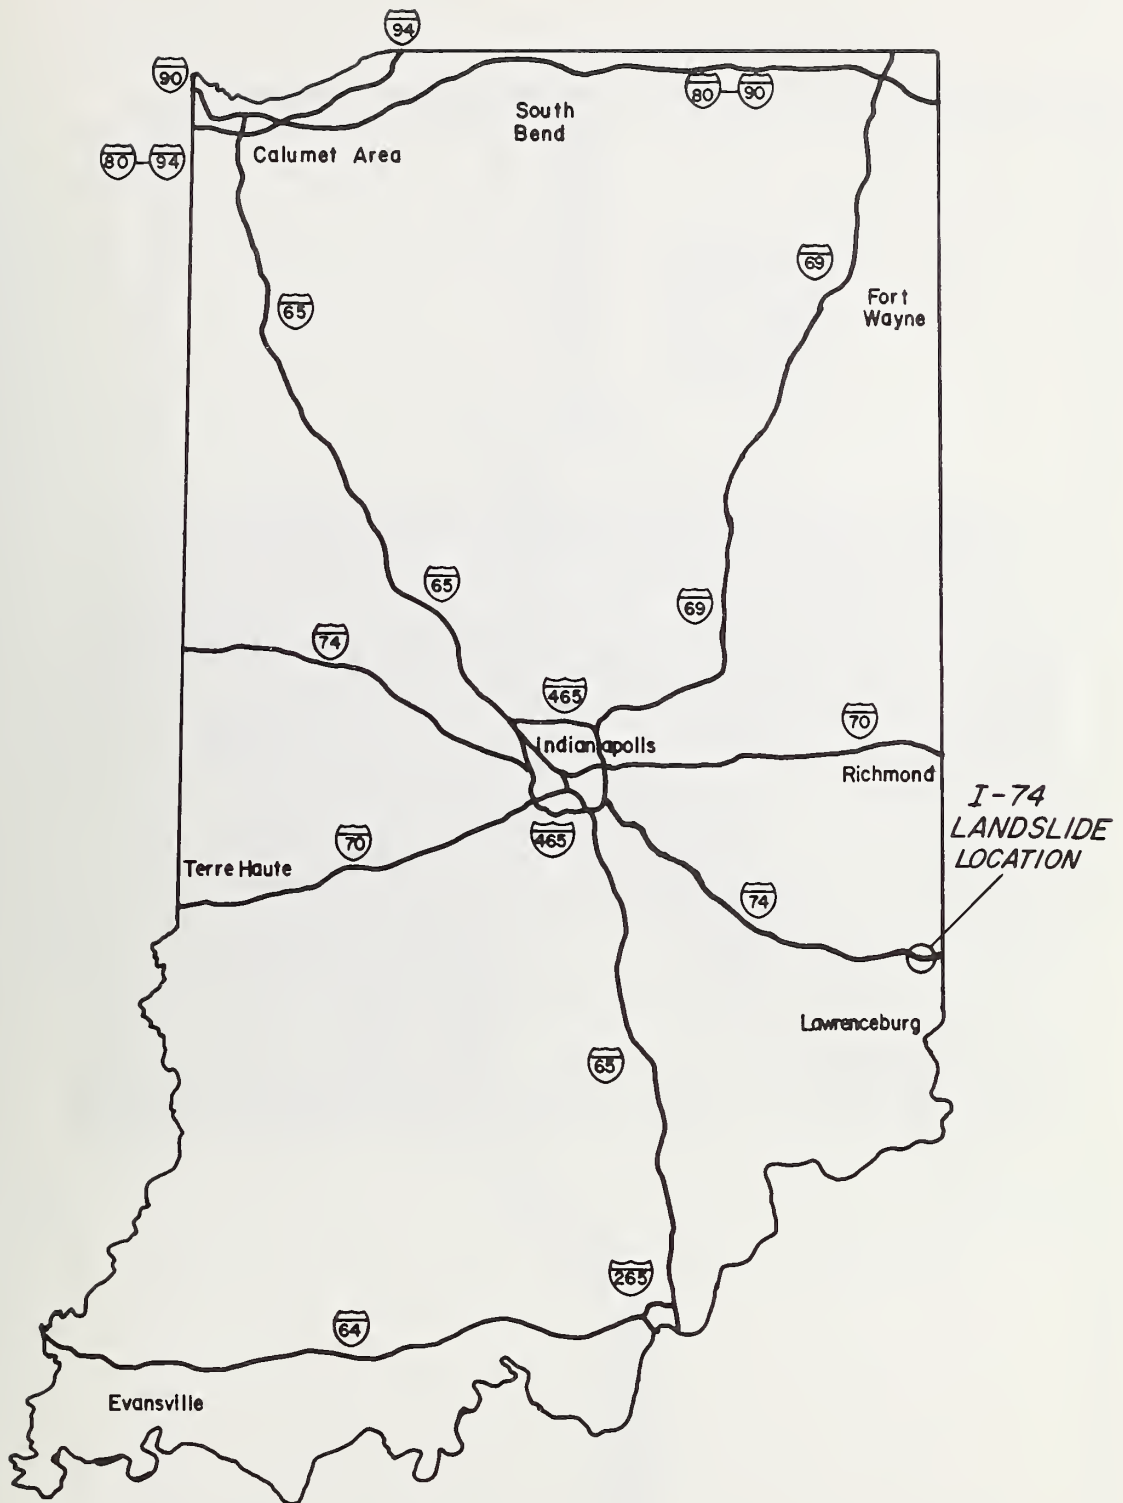 94
90
80 90
South
Bend
80 94
Calumet Area
69
65
Fort
Wayne
65
69
74
465
70
Indianapolis
Richmond
I-74
LANDSLIDE
LOCATION
465
70
Terre Haute
74
Lawrenceburg
65
265
64
Evansville